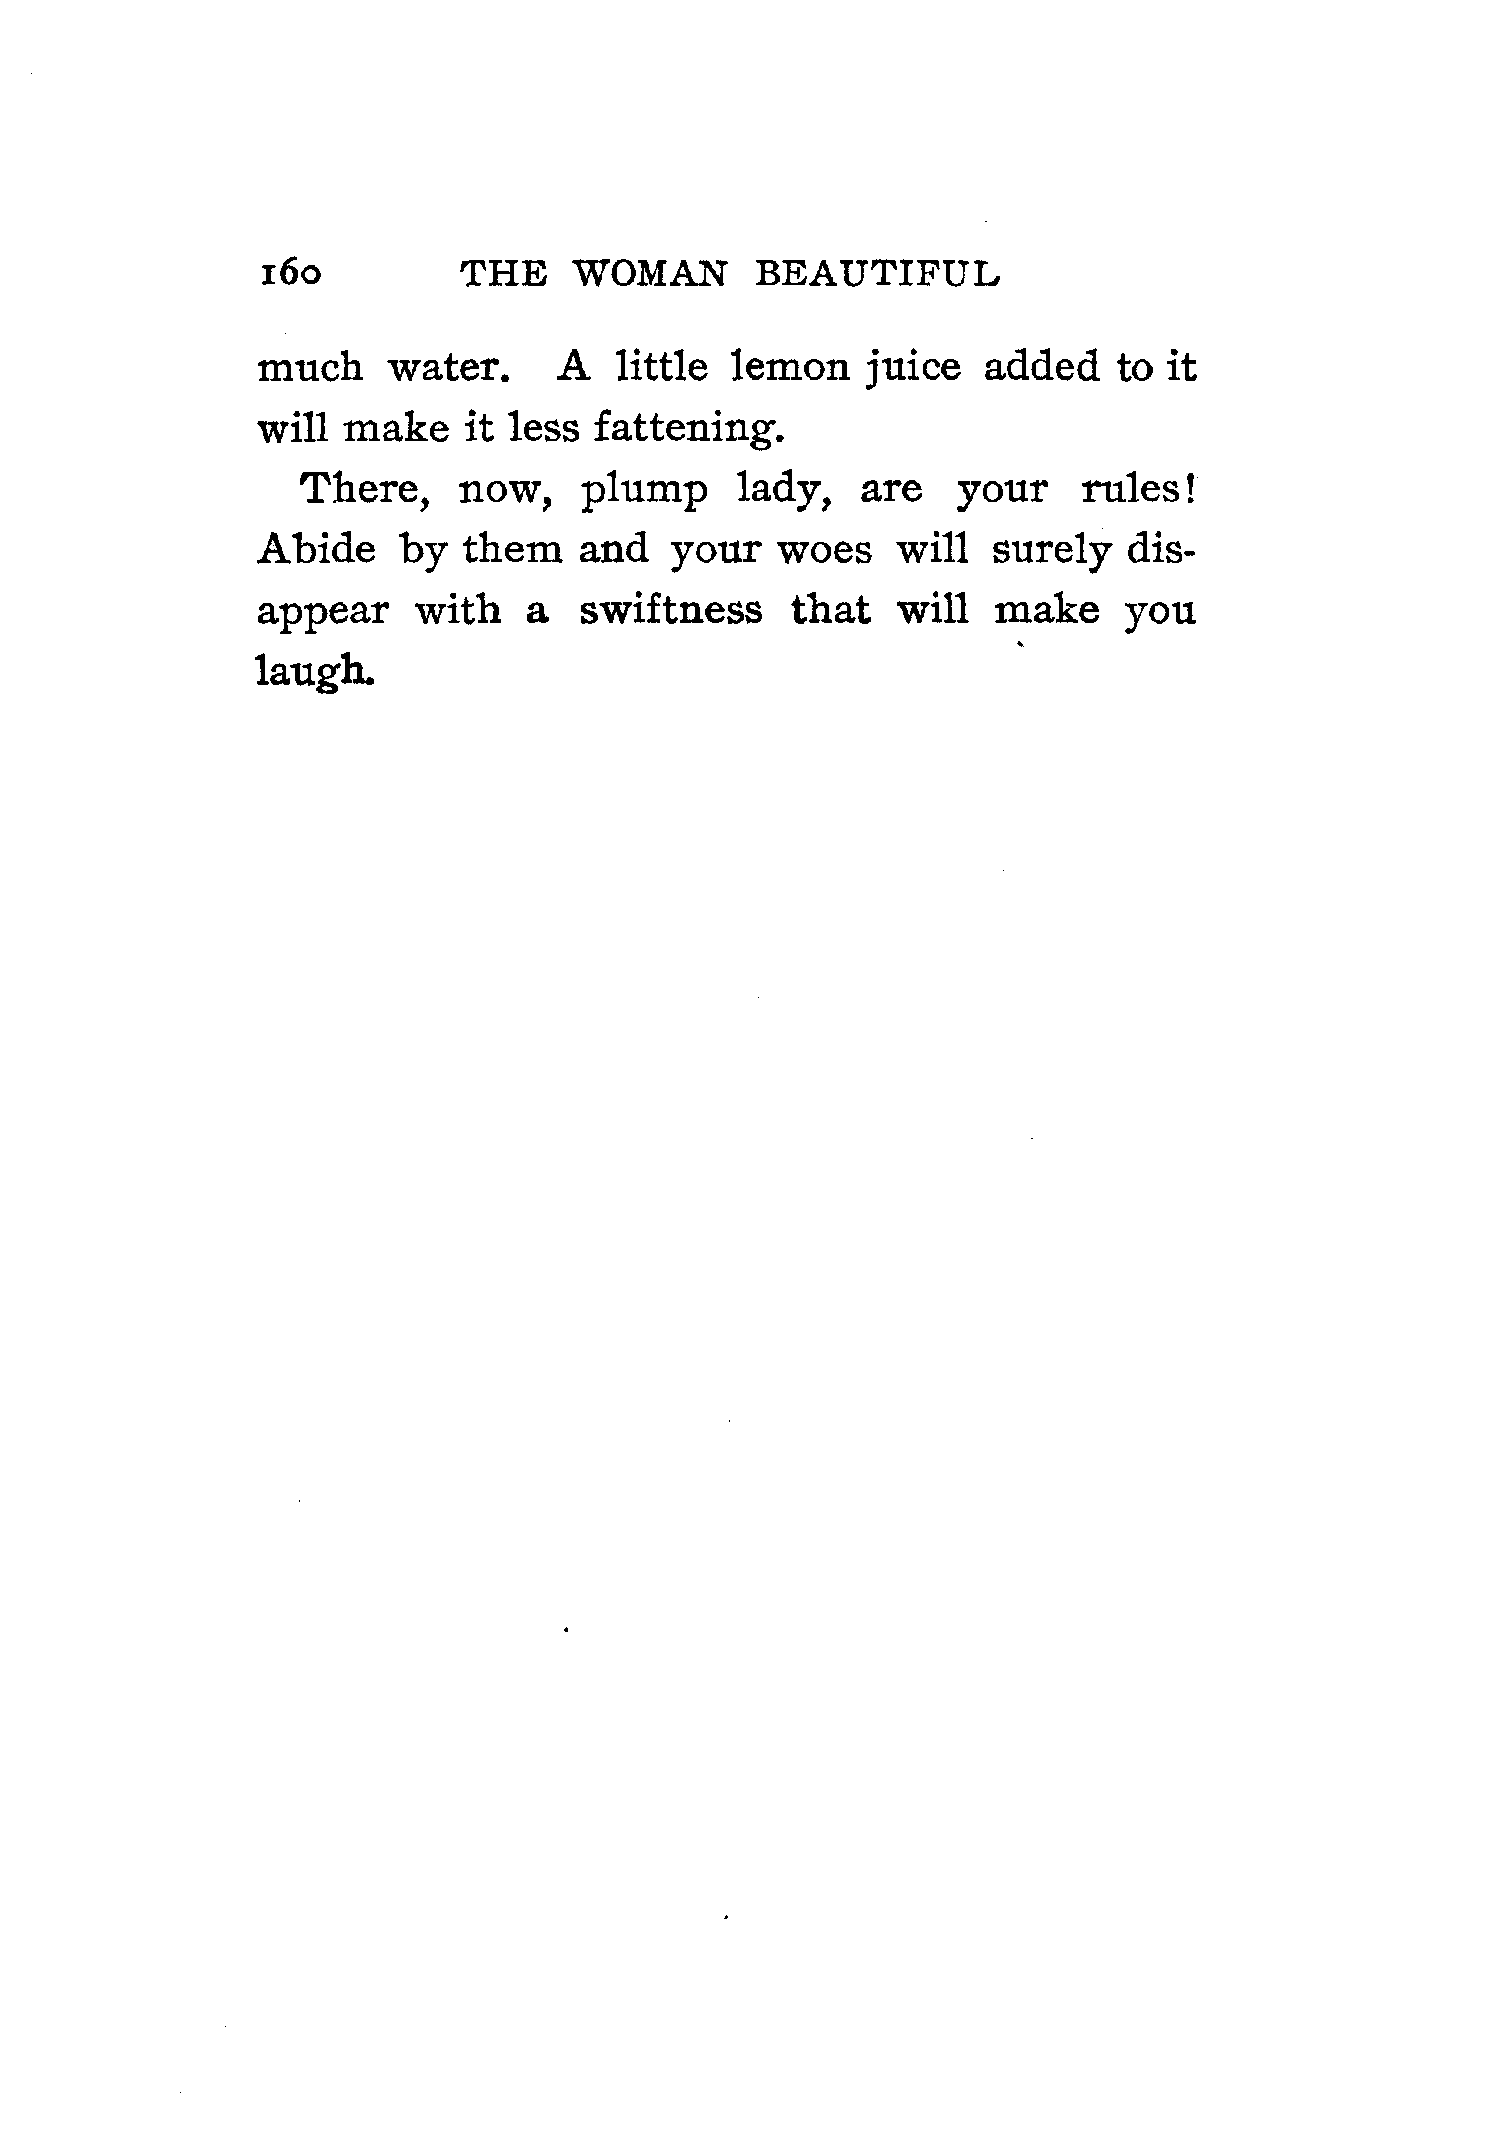 160 THE WOMAN BEAUTIFUL
much water. A little lemon juice added to it
will make it less fattening.
There, now, plump lady, are your rules!
Abide by them and your woes will surely dis-
appear with a swiftness that will make you
laugh.